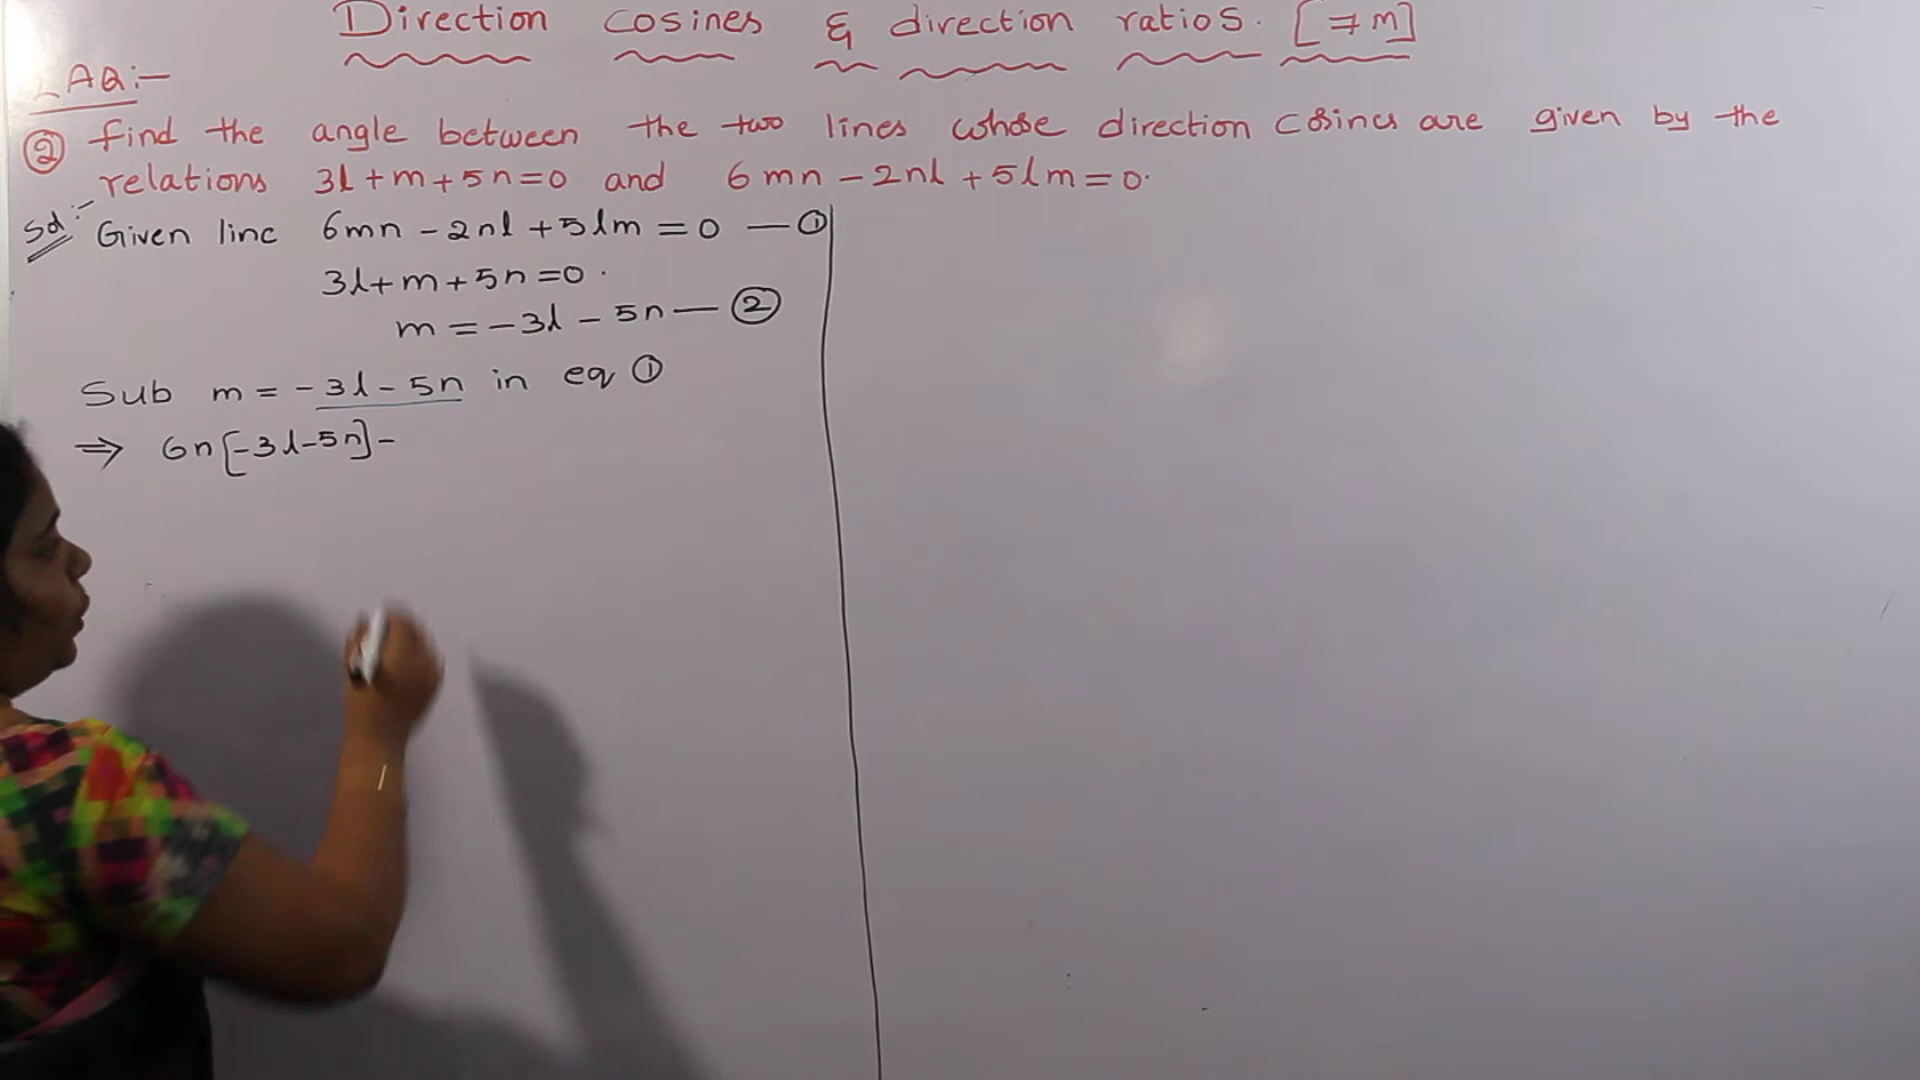 Direction cosines & direction ratios. [7M]
LAQ:-
② Find the angle between the two lines whose direction cosines are given by the
relations 3l+m+5n=0 and 6mn-2nl+5lm=0.
Sol:- Given line 6mn-2nl+5lm=0 — ①
3l+m+5n=0.
m=-3l-5n — ②
Sub m=-3l-5n in eq ①
⇒ 6n[-3l-5n]-